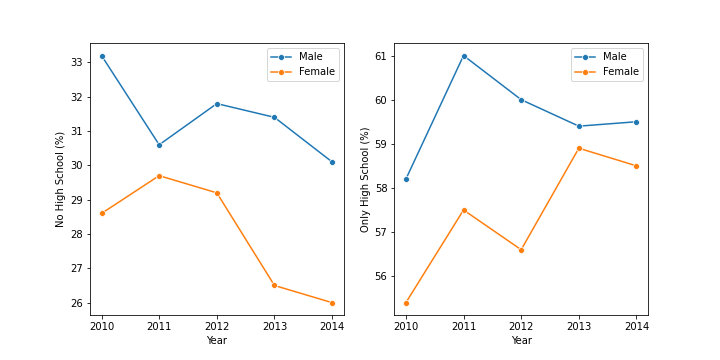 No High School (%)
33
32
31
30
29
28
27
26
2010 2011 2012 2013 2014
Year
Male
Female
Only High School (%)
61
60
59
58
57
56
2010 2011 2012 2013 2014
Year
Male
Female